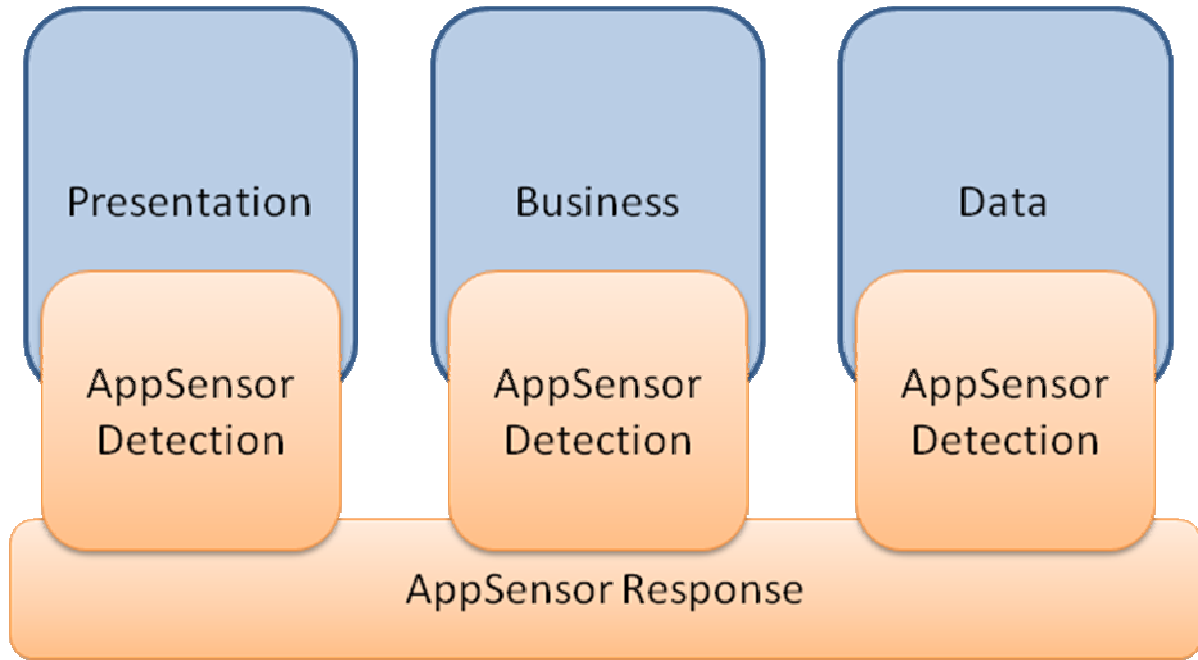 Presentation
Business
Data
AppSensor
Detection
AppSensor
Detection
AppSensor
Detection
AppSensor Response